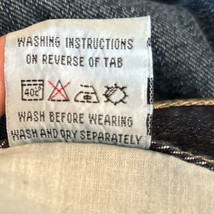 WASHING INSTRUCTIONS
ON REVERSE OF TAB
40°
WASH BEFORE WEARING
WASH AND DRY SEPARATELY